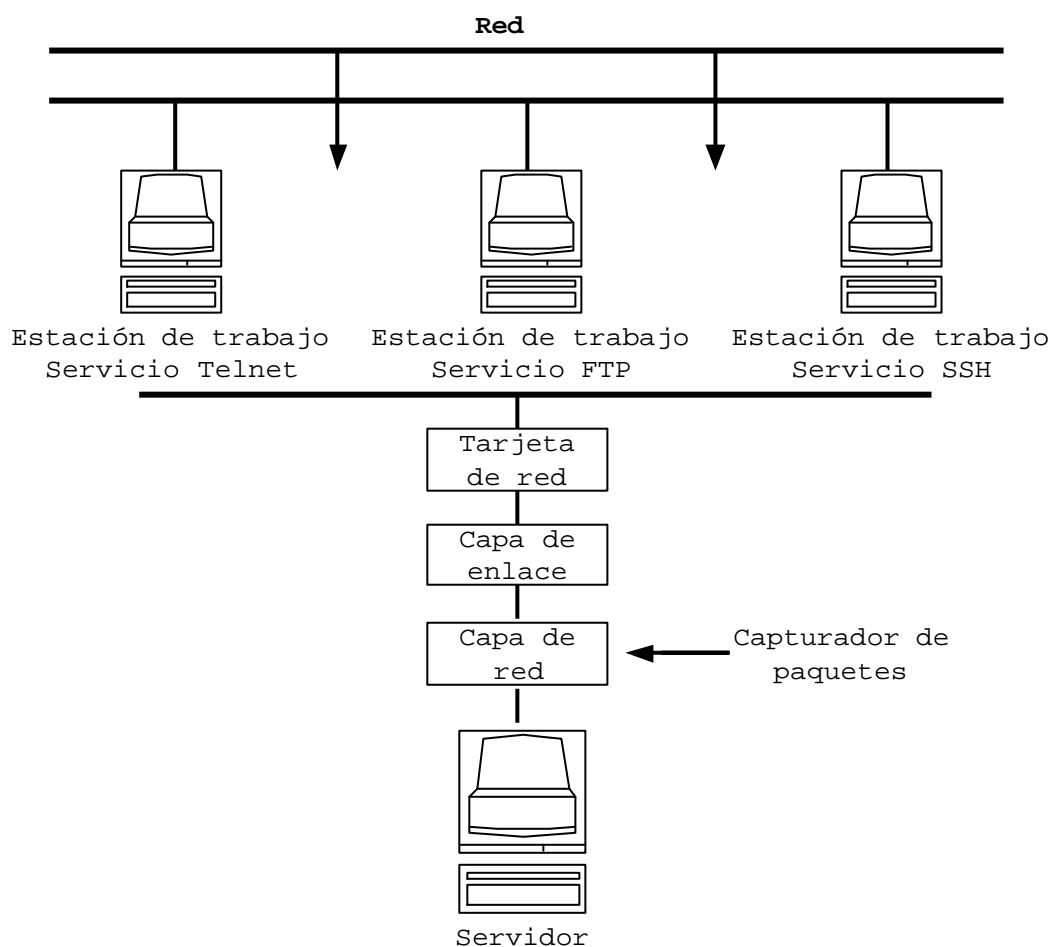 Red
Estación de trabajo
Servicio Telnet
Estación de trabajo
Servicio FTP
Estación de trabajo
Servicio SSH
Tarjeta
de red
Capa de
enlace
Capa de
red
Capturador de
paquetes
Servidor